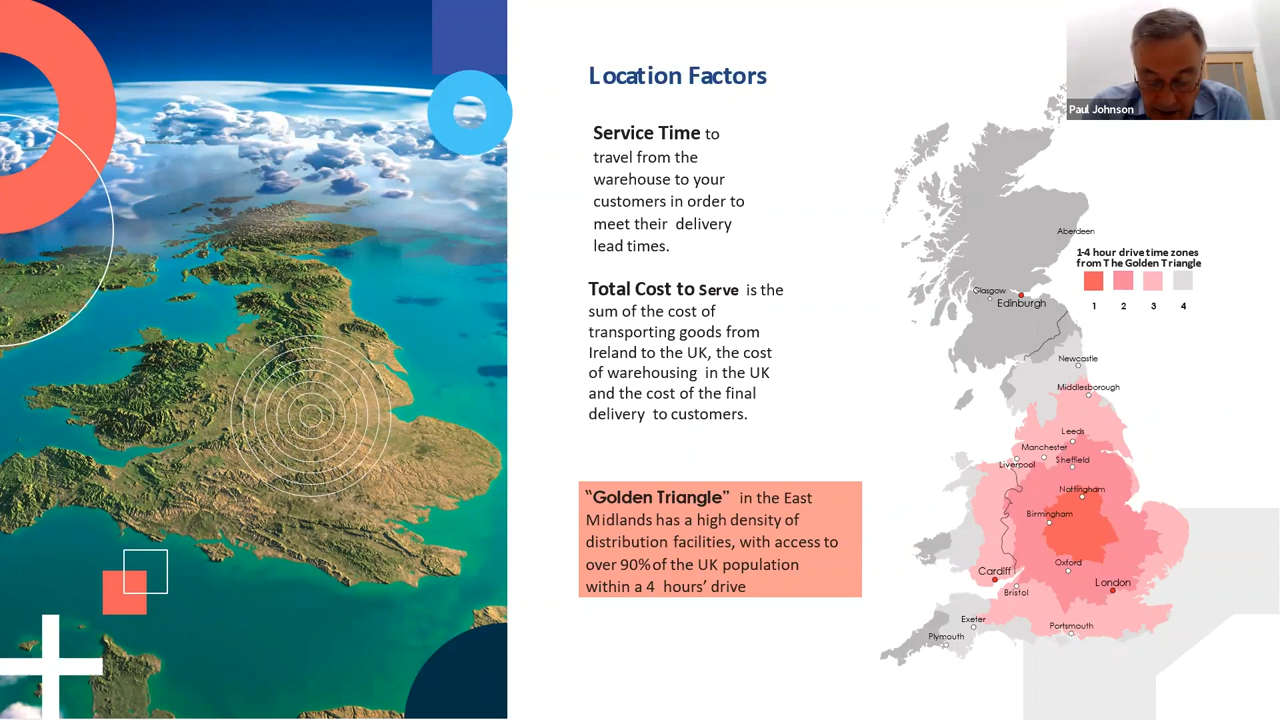 Location Factors
Service Time to
travel from the
warehouse to your
customers in order to
meet their delivery
lead times.
Total Cost to Serve is the
sum of the cost of
transporting goods from
Ireland to the UK, the cost
of warehousing in the UK
and the cost of the final
delivery to customers.
"Golden Triangle" in the East
Midlands has a high density of
distribution facilities, with access to
over 90% of the UK population
within a 4 hours' drive
Paul Johnson
Aberdeen
1-4 hour drive time zones
from The Golden Triangle
1 2 3 4
Glasgow
Edinburgh
Newcastle
Middlesborough
Leeds
Manchester
Liverpool
Sheffield
Nottingham
Birmingham
Oxford
Cardiff
London
Bristol
Exeter
Portsmouth
Plymouth